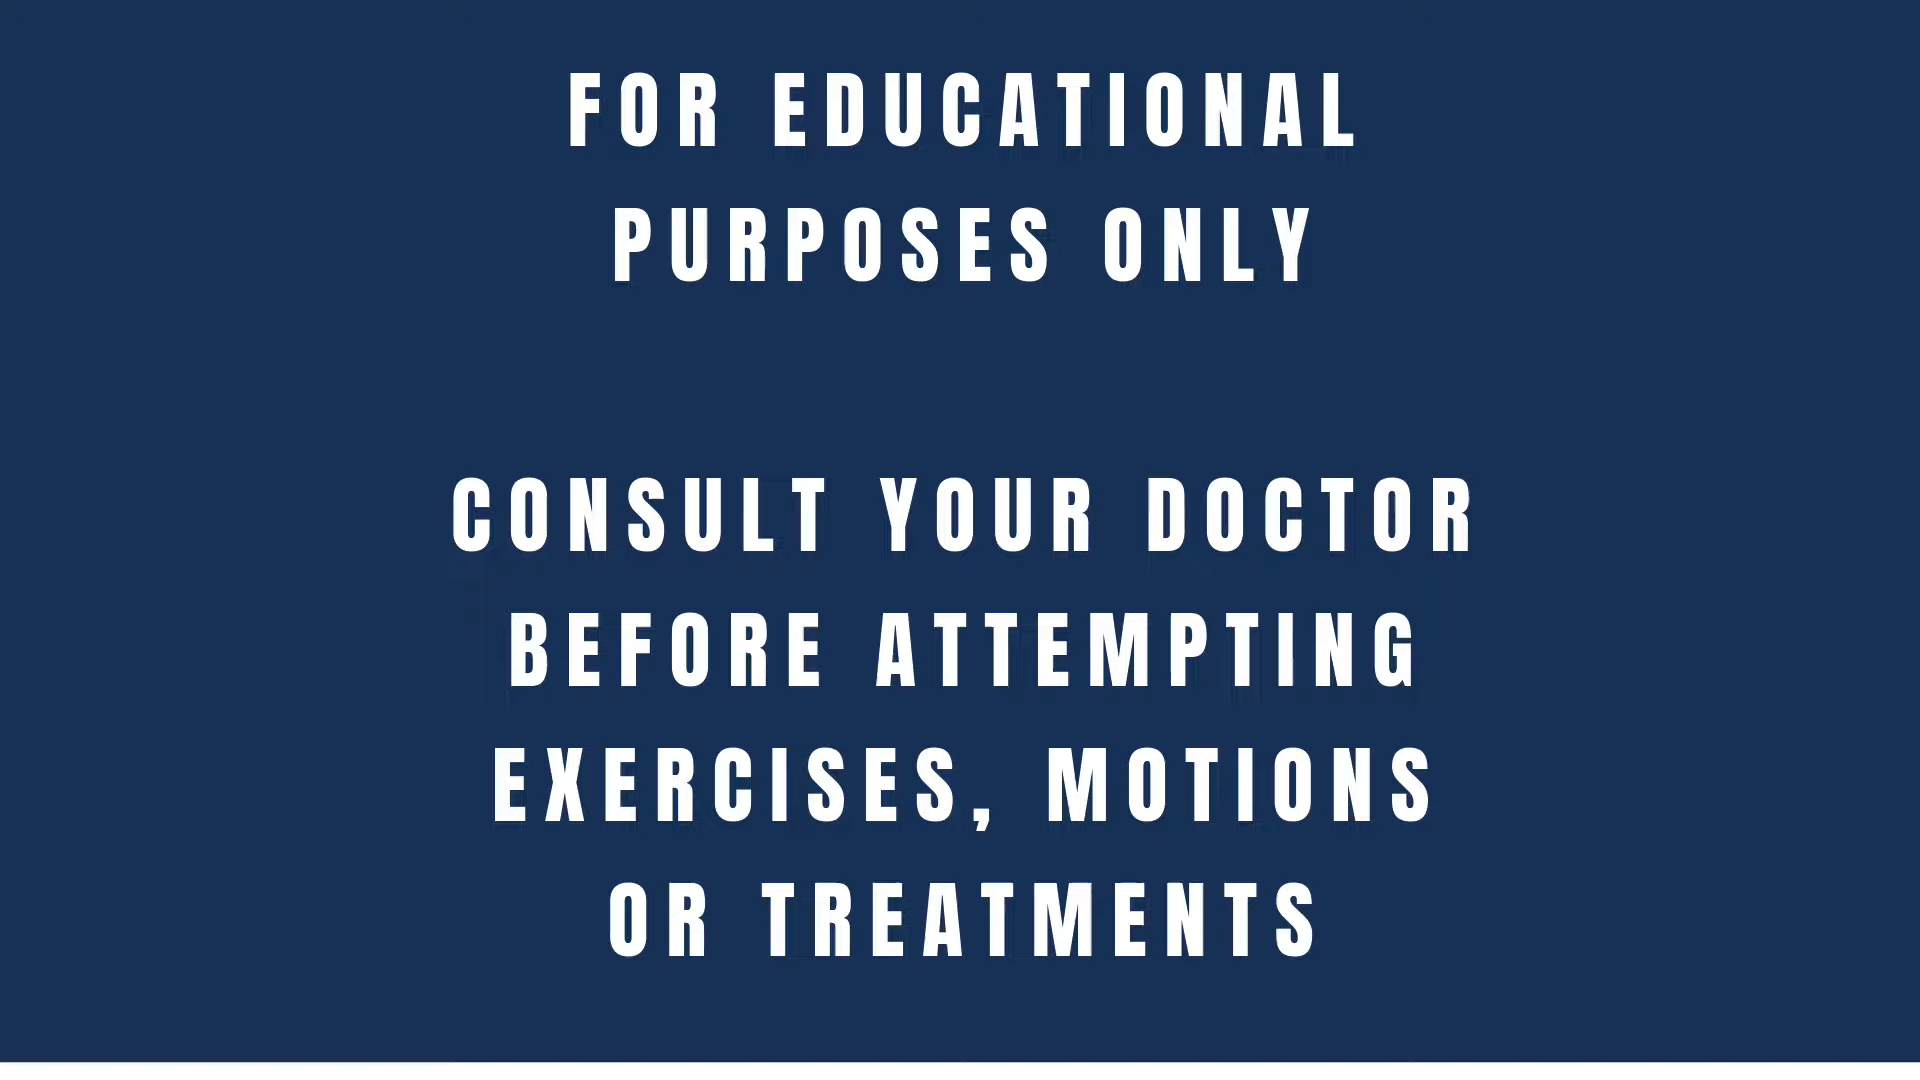 FOR EDUCATIONAL
PURPOSES ONLY
CONSULT YOUR DOCTOR
BEFORE ATTEMPTING
EXERCISES, MOTIONS
OR TREATMENTS